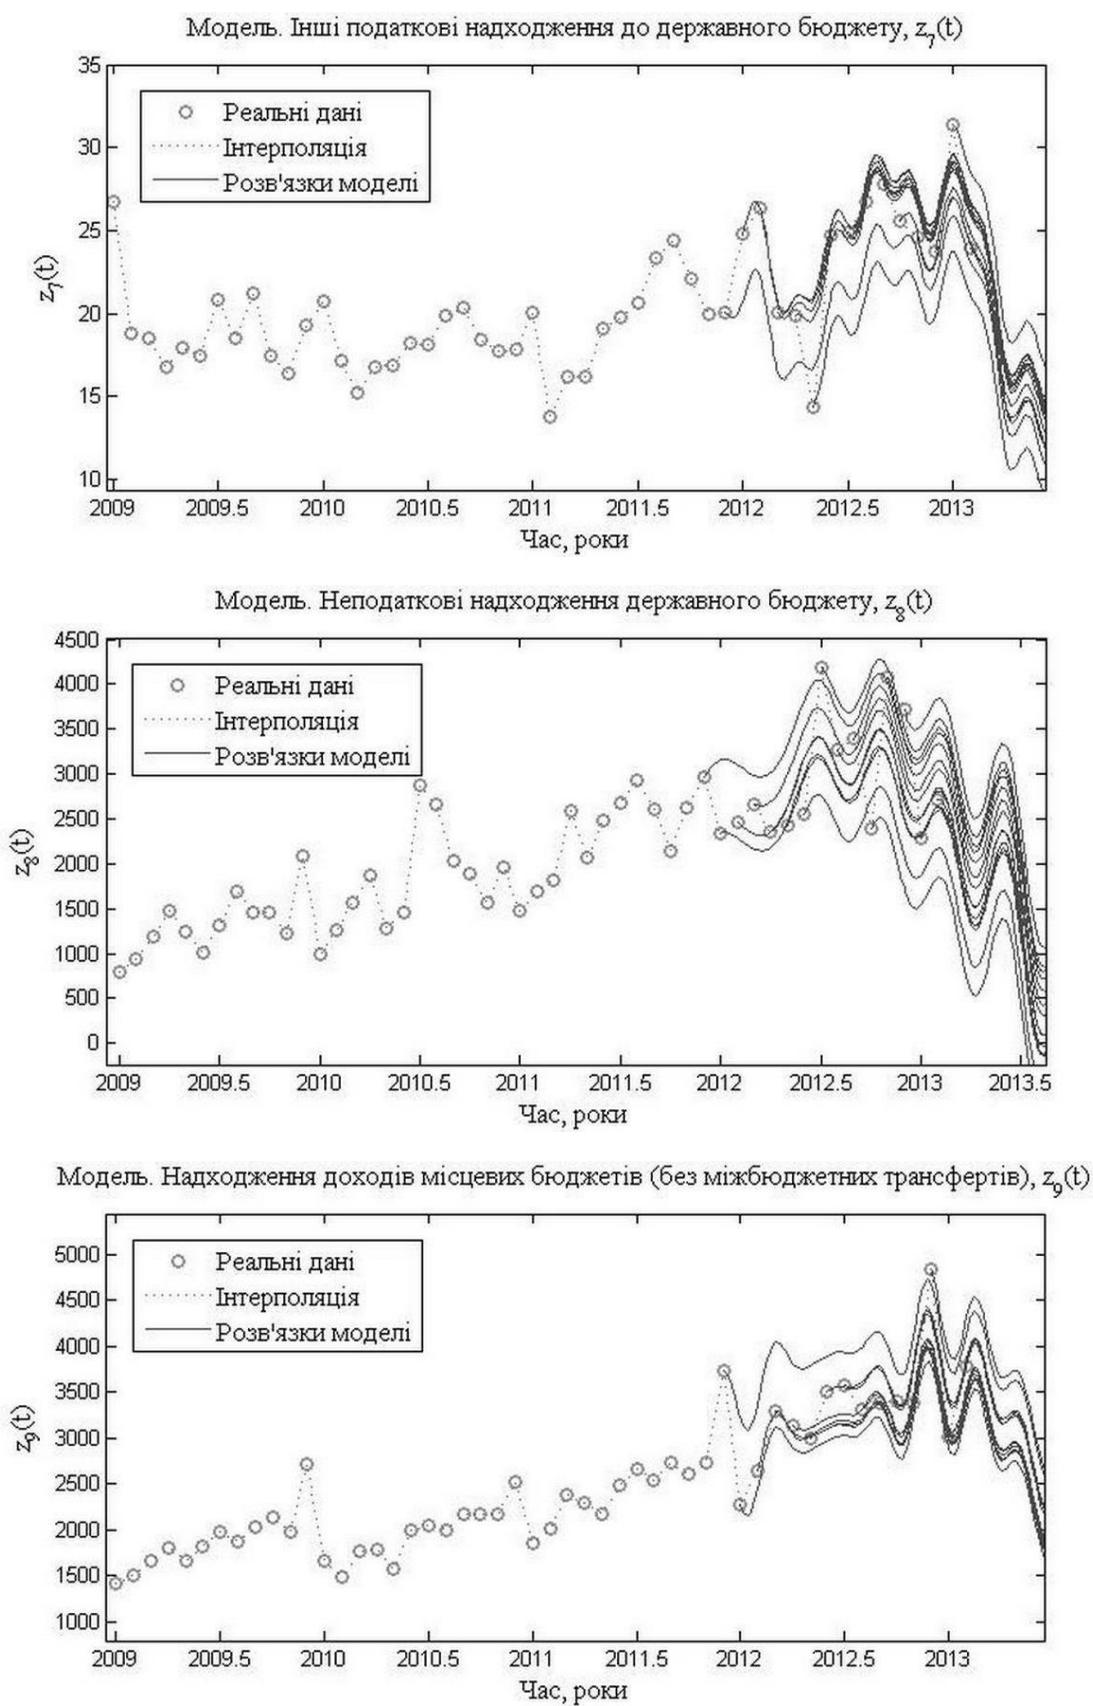 Модель. Інші податкові надходження до державного бюджету, z₇(t)
35
30
25
20
15
10
z₇(t)
Реальні дані
Інтерполяція
Розв'язки моделі
2009 2009.5 2010 2010.5 2011 2011.5 2012 2012.5 2013
Час, роки
Модель. Неподаткові надходження державного бюджету, z₈(t)
4500
4000
3500
3000
2500
2000
1500
1000
500
0
z₈(t)
Реальні дані
Інтерполяція
Розв'язки моделі
2009 2009.5 2010 2010.5 2011 2011.5 2012 2012.5 2013 2013.5
Час, роки
Модель. Надходження доходів місцевих бюджетів (без міжбюджетних трансфертів), z₉(t)
5000
4500
4000
3500
3000
2500
2000
1500
1000
z₉(t)
Реальні дані
Інтерполяція
Розв'язки моделі
2009 2009.5 2010 2010.5 2011 2011.5 2012 2012.5 2013
Час, роки